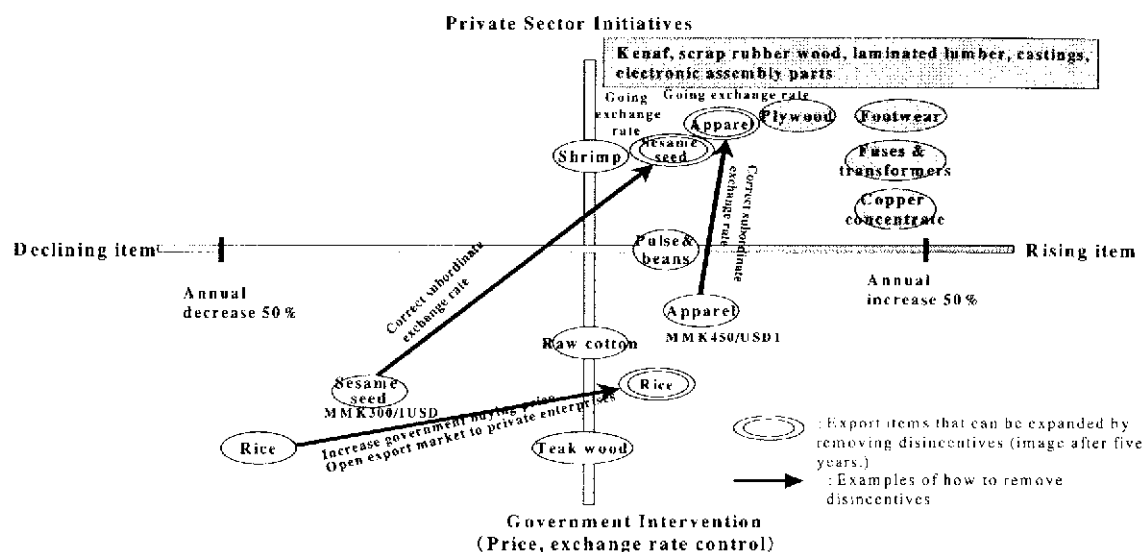 Private Sector Initiatives
Kenaf, scrap rubber wood, laminated lumber, castings,
electronic assembly parts
Going
exchange
rate
Going exchange rate
Apparel
Plywood
Footwear
Shrimp
Sesame
seed
Fuses &
transformers
Correct subordinate
exchange rate
Copper
concentrate
Declining item
Pulse&
beans
Rising item
Annual
decrease 50%
Annual
increase 50%
Correct subordinate
exchange rate
Apparel
MMK450/USD1
Raw cotton
Sesame
seed
MMK300/1USD
Rice
Increase government buying price
Open export market to private enterprises
Rice
Teak wood
:Export items that can be expanded by
removing disincentives (image after five
years.)
:Examples of how to remove
disincentives
Government Intervention
(Price, exchange rate control)